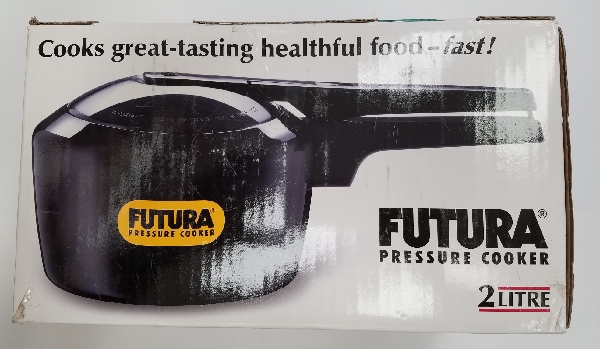 Cooks great-tasting healthful food–fast!
FUTURA®
PRESSURE COOKER
FUTURA®
PRESSURE COOKER
2 LITRE